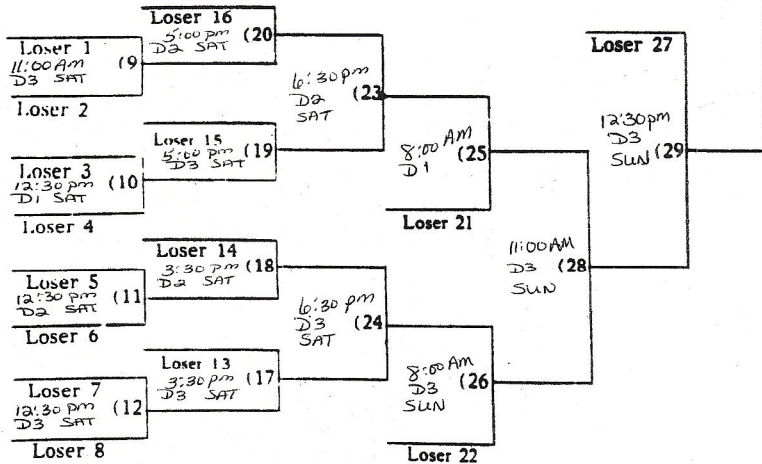 Loser 16
5:00 pm
D2 SAT
(20
Loser 1
11:00 AM
D3 SAT
(9
Loser 2
Loser 27
6:30 pm
D2
SAT
(23
12:30 pm
D3
SUN
(29
Loser 15
5:00 pm
D3 SAT
(19
8:00 AM
D1
(25
Loser 3
12:30 pm
D1 SAT
(10
Loser 4
Loser 21
Loser 14
3:30 pm
D2 SAT
(18
11:00 AM
D3
SUN
(28
Loser 5
12:30 pm
D2 SAT
(11
Loser 6
6:30 pm
D3
SAT
(24
Loser 13
3:30 pm
D3 SAT
(17
8:00 AM
D3
SUN
(26
Loser 7
12:30 pm
D3 SAT
(12
Loser 8
Loser 22